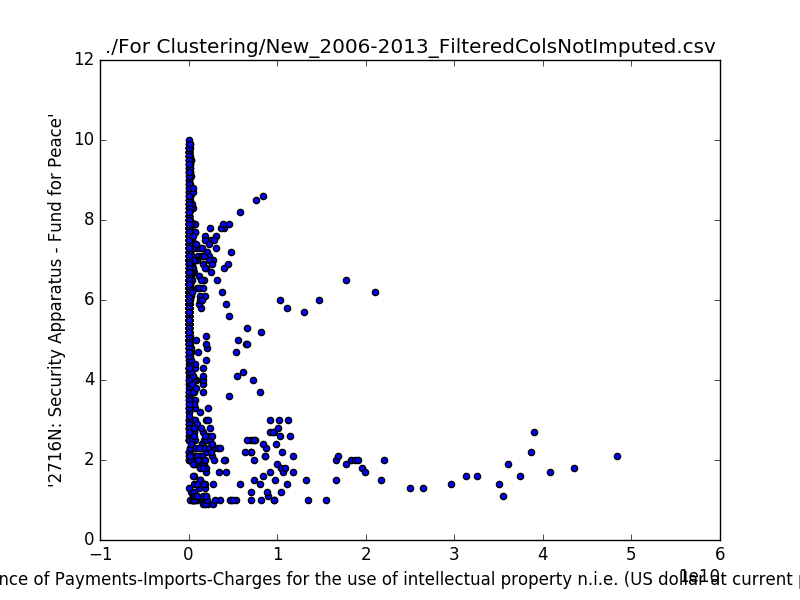 ./For Clustering/New_2006-2013_FilteredColsNotImputed.csv
12
10
8
6
4
2
0
'2716N: Security Apparatus - Fund for Peace'
−1 0 1 2 3 4 5 6
1e10
nce of Payments-Imports-Charges for the use of intellectual property n.i.e. (US dollar at current p